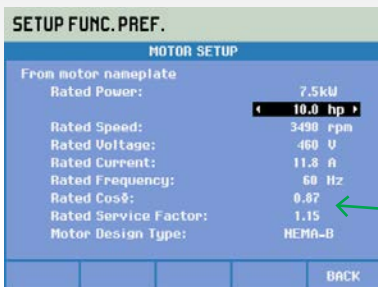 SETUP FUNC. PREF.
MOTOR SETUP
From motor nameplate
Rated Power: 7.5kW
10.0 hp
Rated Speed: 3490 rpm
Rated Voltage: 460 V
Rated Current: 11.8 A
Rated Frequency: 60 Hz
Rated CosΦ: 0.87
Rated Service Factor: 1.15
Motor Design Type: NEMA-B
BACK